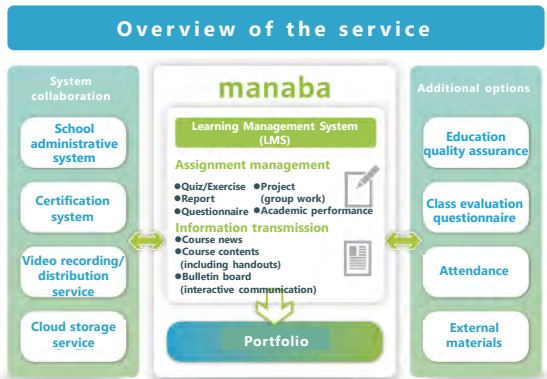 Overview of the service
System
collaboration
School
administrative
system
Certification
system
Video recording/
distribution
service
Cloud storage
service
manaba
Learning Management System
(LMS)
Assignment management
●Quiz/Exercise ●Project
●Report (group work)
●Questionnaire ●Academic performance
Information transmission
●Course news
●Course contents
(including handouts)
●Bulletin board
(interactive communication)
Portfolio
Additional options
Education
quality assurance
Class evaluation
questionnaire
Attendance
External
materials